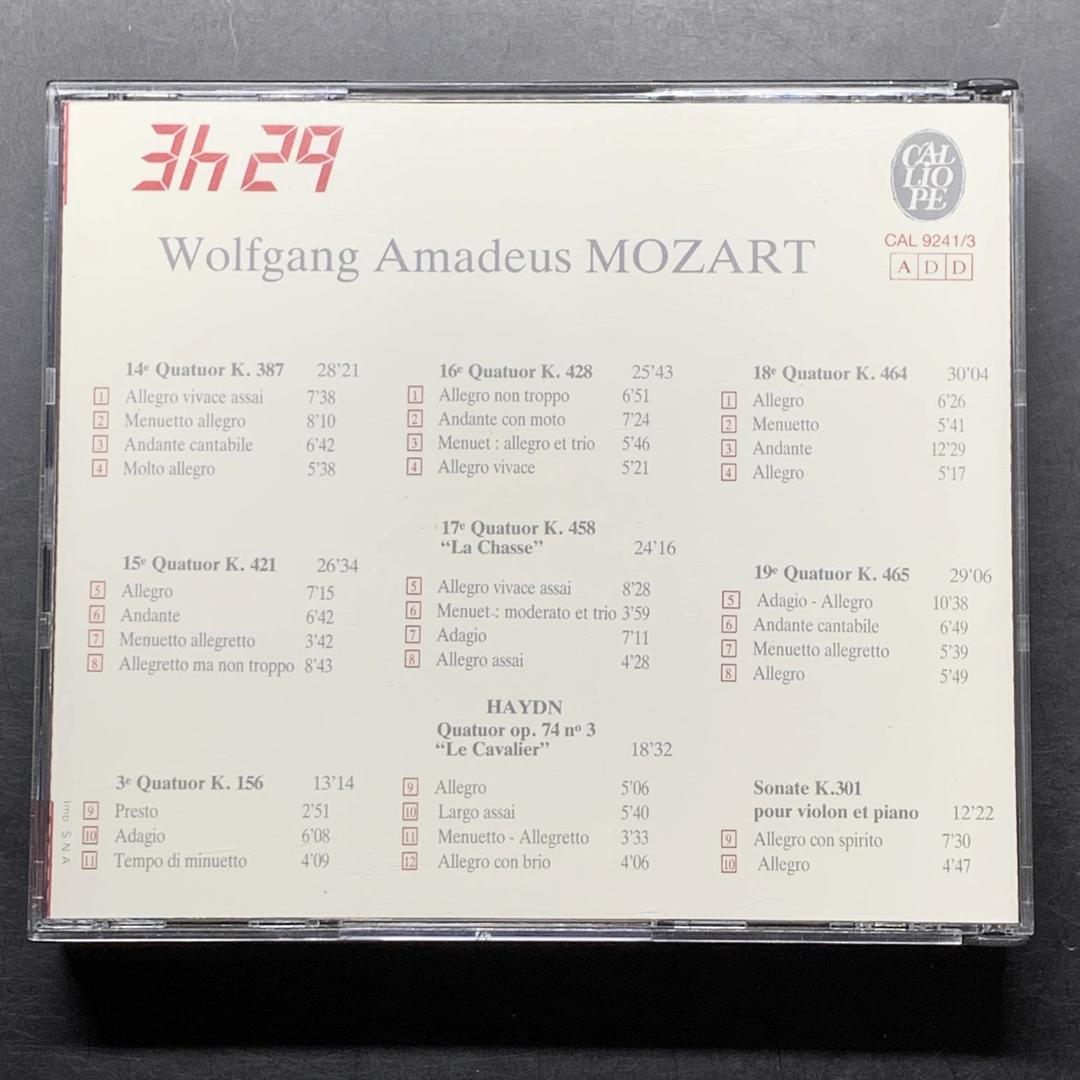 3h 29
CAL
LIO
PE
CAL 9241/3
A D D
Wolfgang Amadeus MOZART
14e Quatuor K. 387 28'21
1 Allegro vivace assai 7'38
2 Menuetto allegro 8'10
3 Andante cantabile 6'42
4 Molto allegro 5'38
15e Quatuor K. 421 26'34
5 Allegro 7'15
6 Andante 6'42
7 Menuetto allegretto 3'42
8 Allegretto ma non troppo 8'43
3e Quatuor K. 156 13'14
9 Presto 2'51
10 Adagio 6'08
11 Tempo di minuetto 4'09
16e Quatuor K. 428 25'43
1 Allegro non troppo 6'51
2 Andante con moto 7'24
3 Menuet : allegro et trio 5'46
4 Allegro vivace 5'21
17e Quatuor K. 458
“La Chasse” 24'16
5 Allegro vivace assai 8'28
6 Menuet : moderato et trio 3'59
7 Adagio 7'11
8 Allegro assai 4'28
HAYDN
Quatuor op. 74 no 3
“Le Cavalier” 18'32
9 Allegro 5'06
10 Largo assai 5'40
11 Menuetto - Allegretto 3'33
12 Allegro con brio 4'06
18e Quatuor K. 464 30'04
1 Allegro 6'26
2 Menuetto 5'41
3 Andante 12'29
4 Allegro 5'17
19e Quatuor K. 465 29'06
5 Adagio - Allegro 10'38
6 Andante cantabile 6'49
7 Menuetto allegretto 5'39
8 Allegro 5'49
Sonate K.301
pour violon et piano 12'22
9 Allegro con spirito 7'30
10 Allegro 4'47
Imp S N A